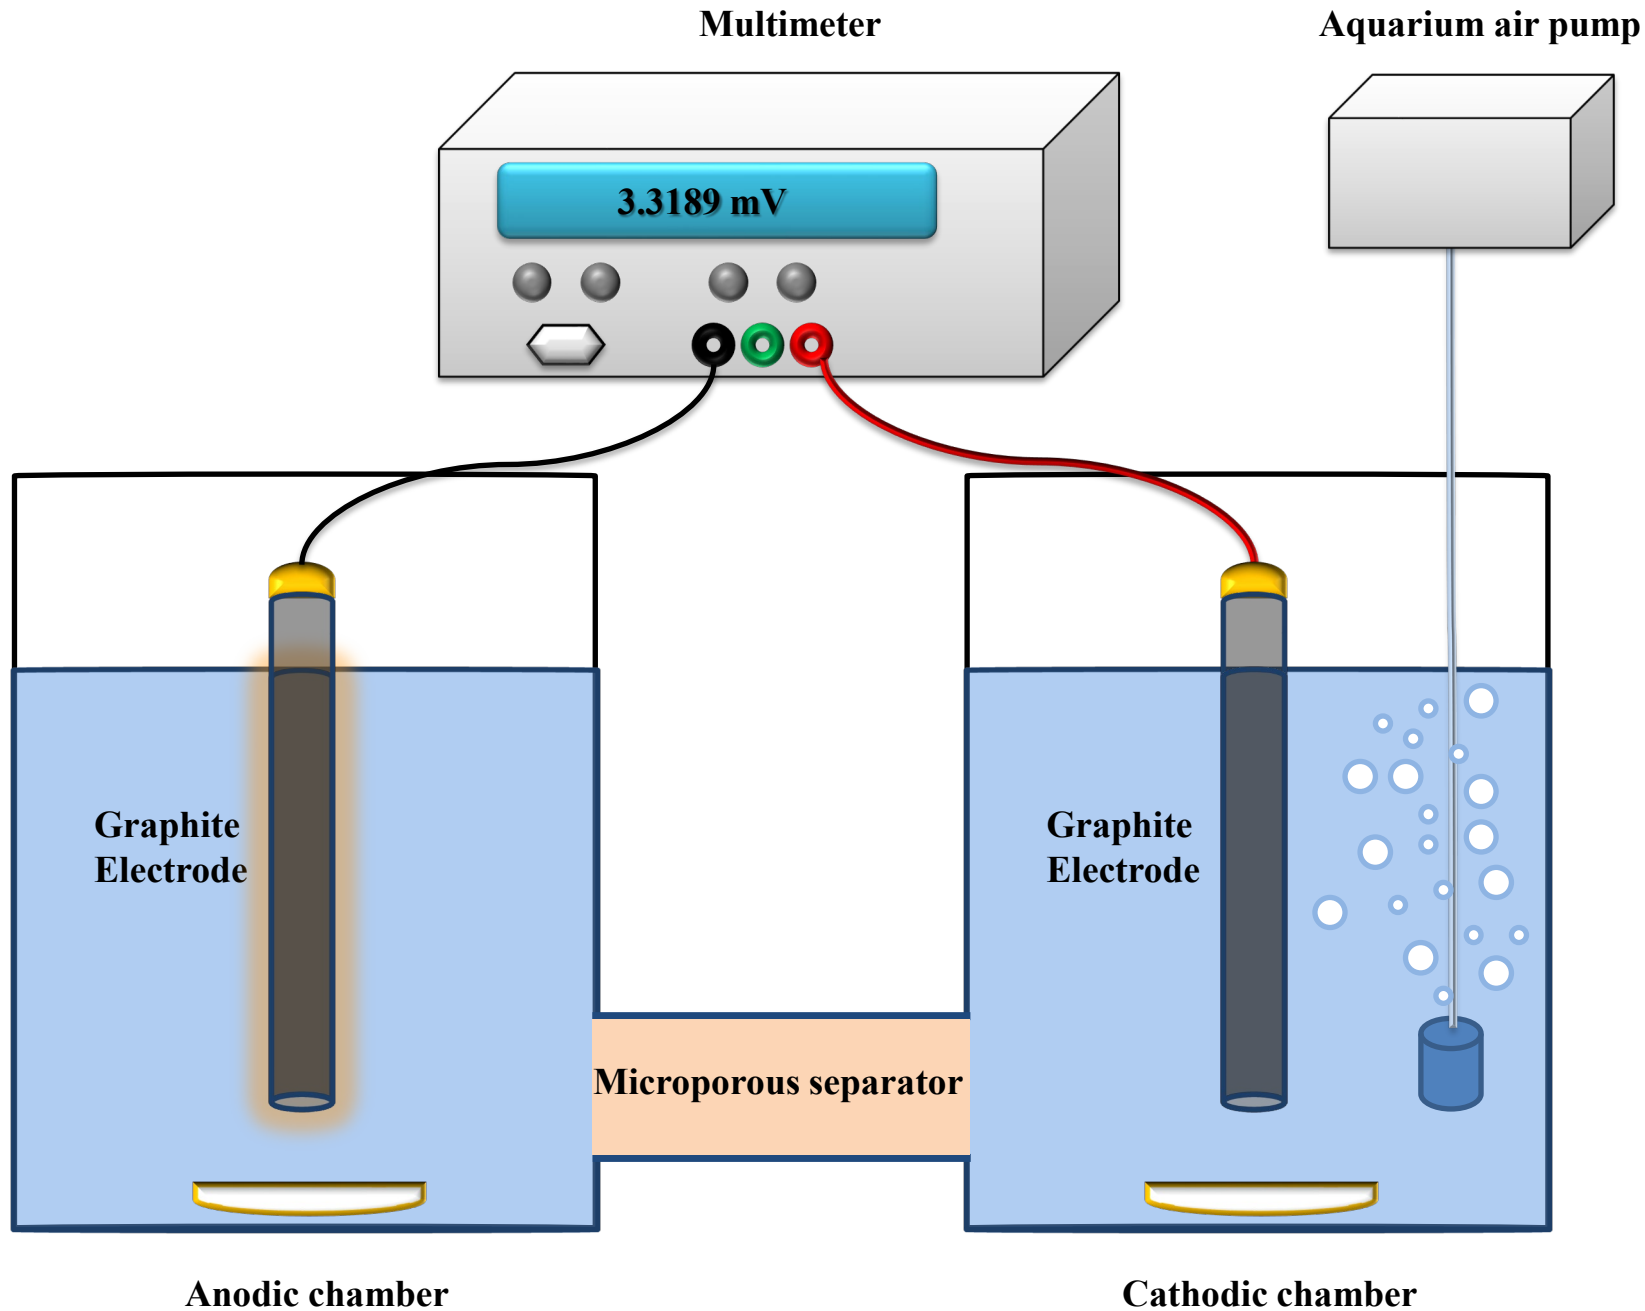 Multimeter
Aquarium air pump
3.3189 mV
Graphite
Electrode
Graphite
Electrode
Microporous separator
Anodic chamber
Cathodic chamber